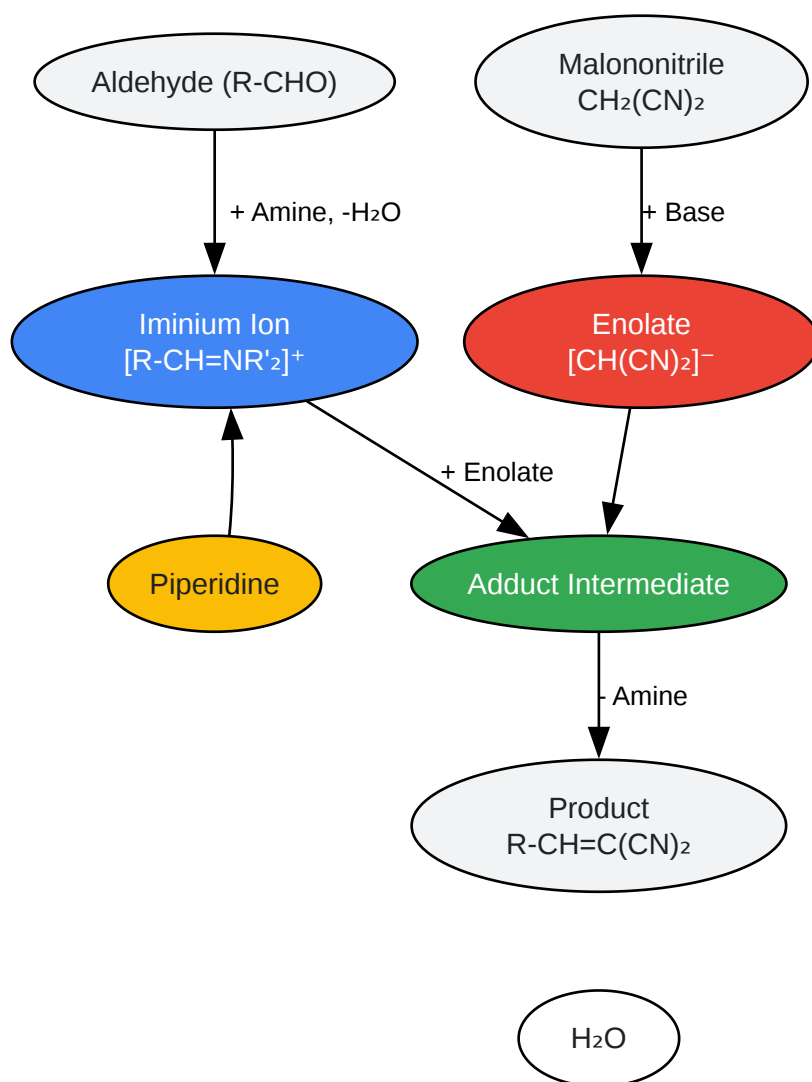 Aldehyde (R-CHO)
Malononitrile
CH₂(CN)₂
+ Amine, -H₂O
+ Base
Iminium Ion
[R-CH=NR'₂]⁺
Enolate
[CH(CN)₂]⁻
+ Enolate
Piperidine
Adduct Intermediate
- Amine
Product
R-CH=C(CN)₂
H₂O